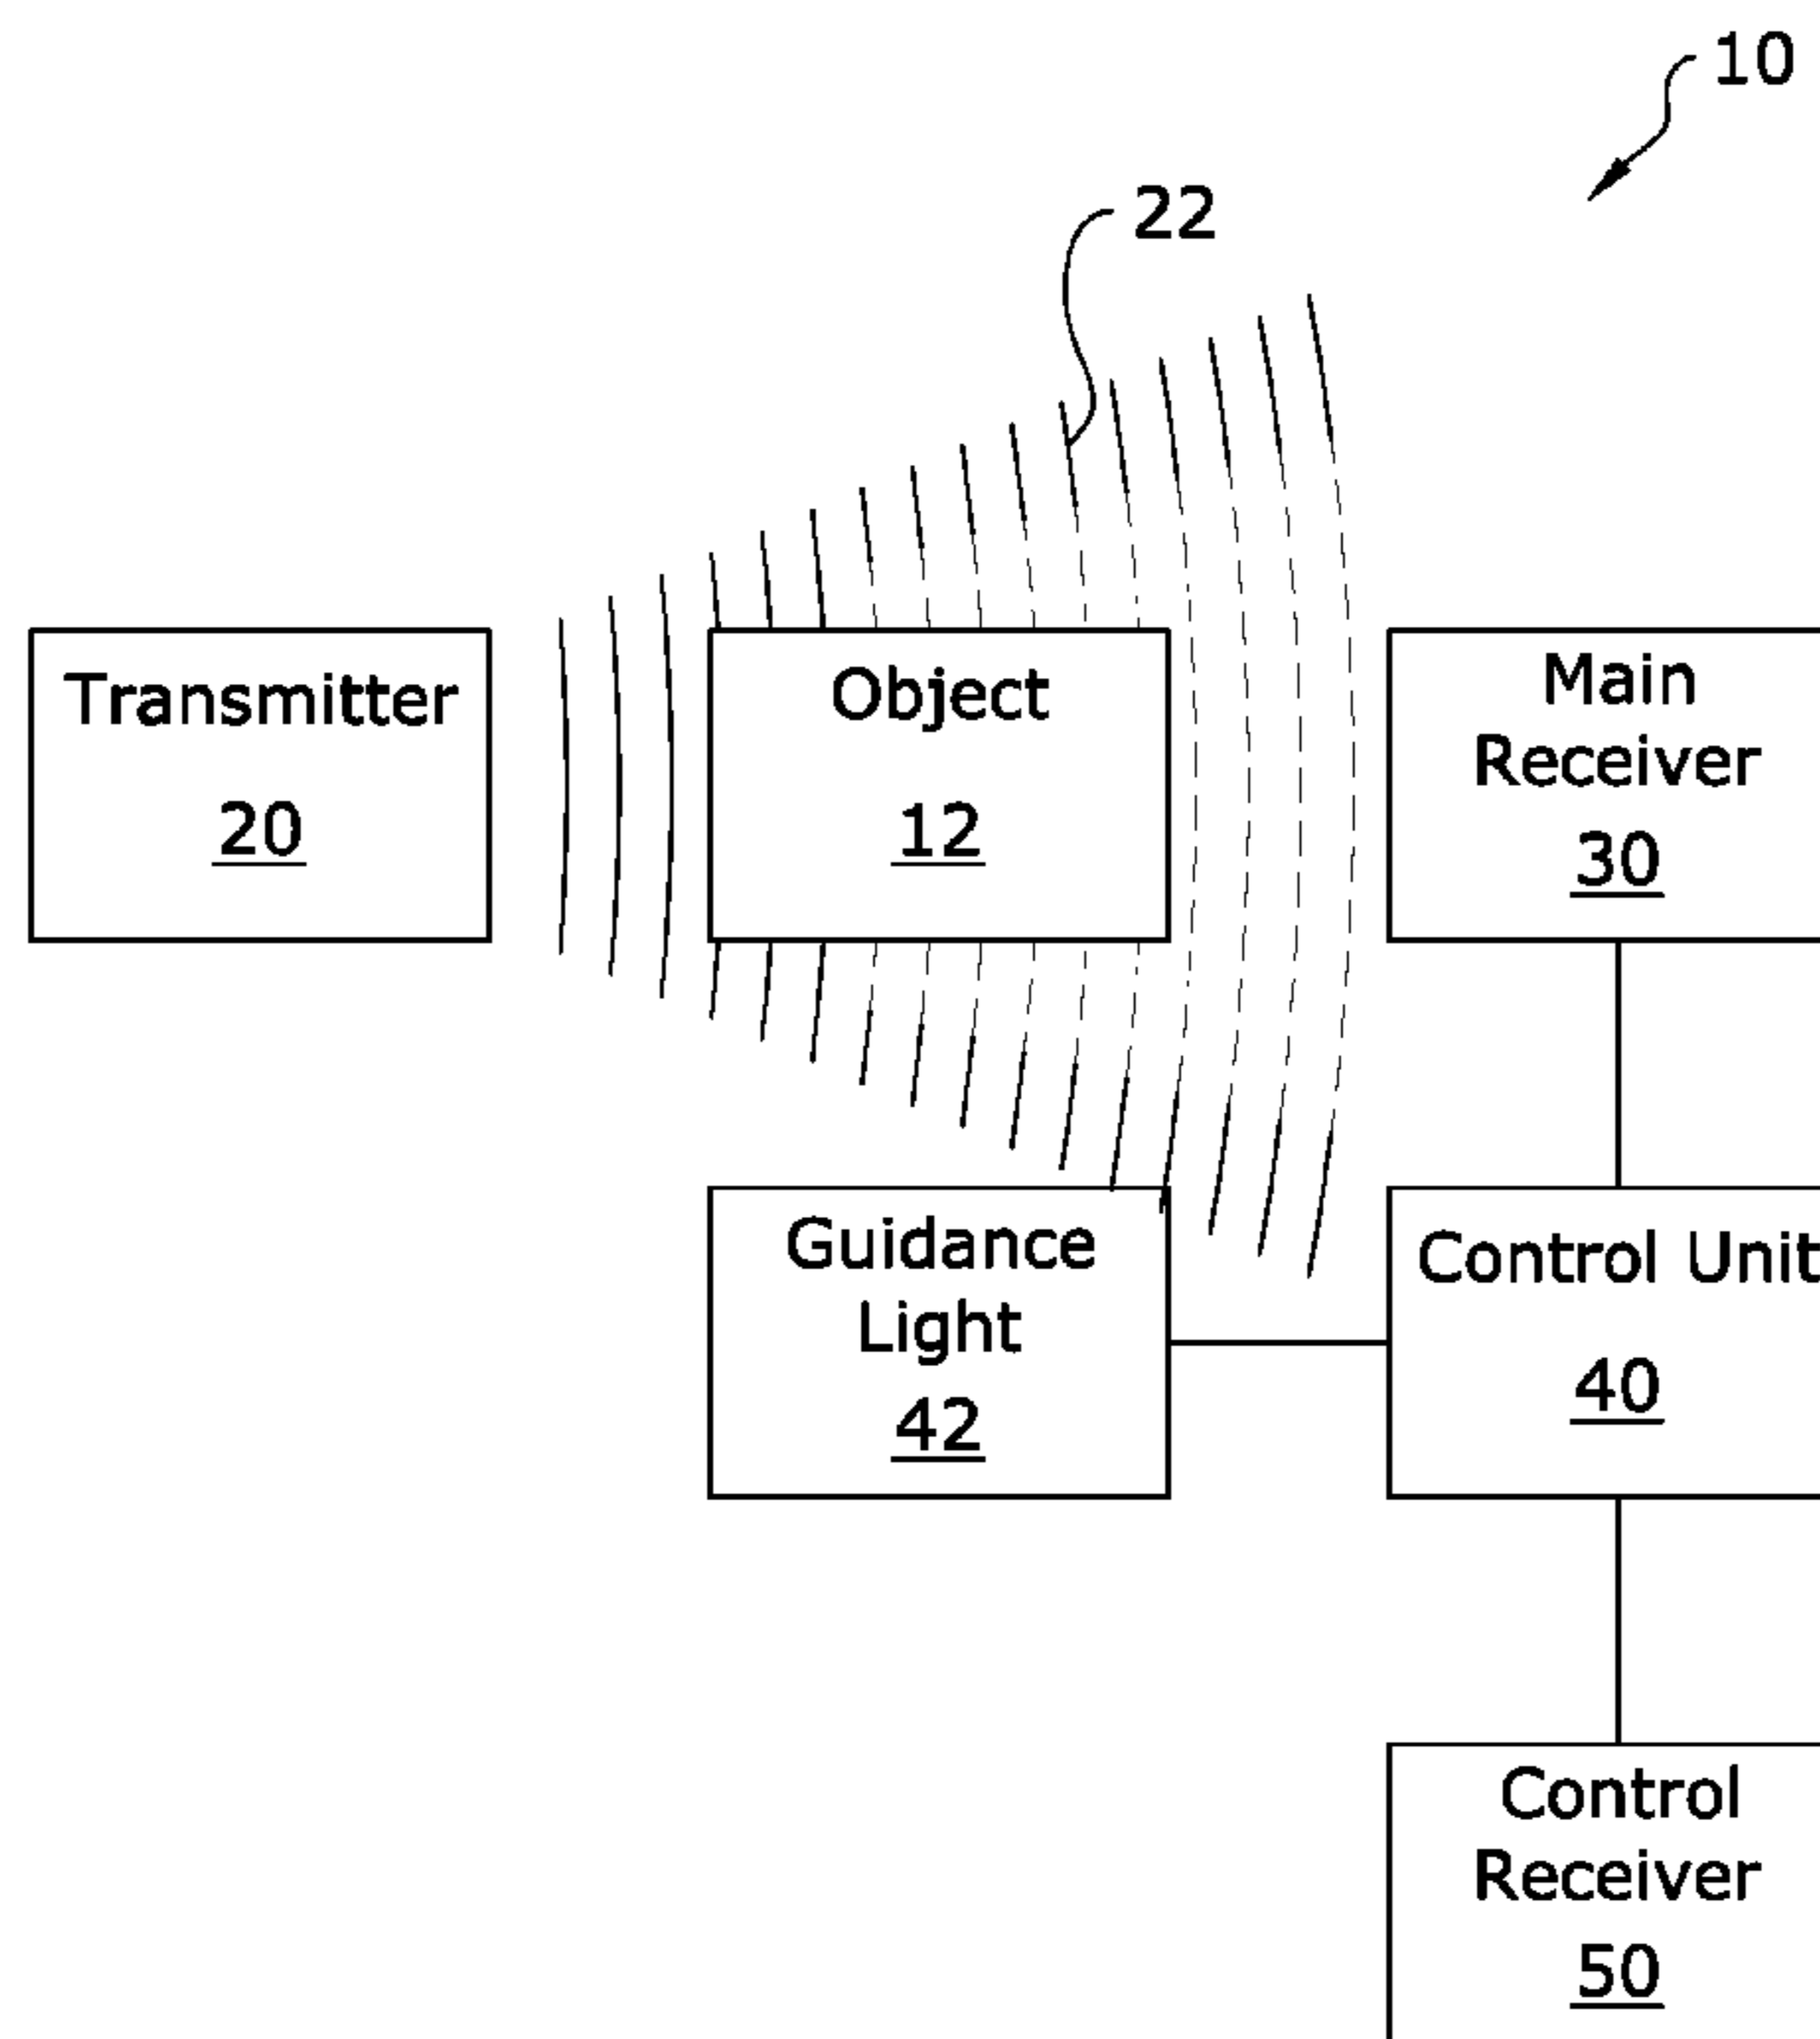 10
22
Transmitter
20
Object
12
Main
Receiver
30
Guidance
Light
42
Control Unit
40
Control
Receiver
50